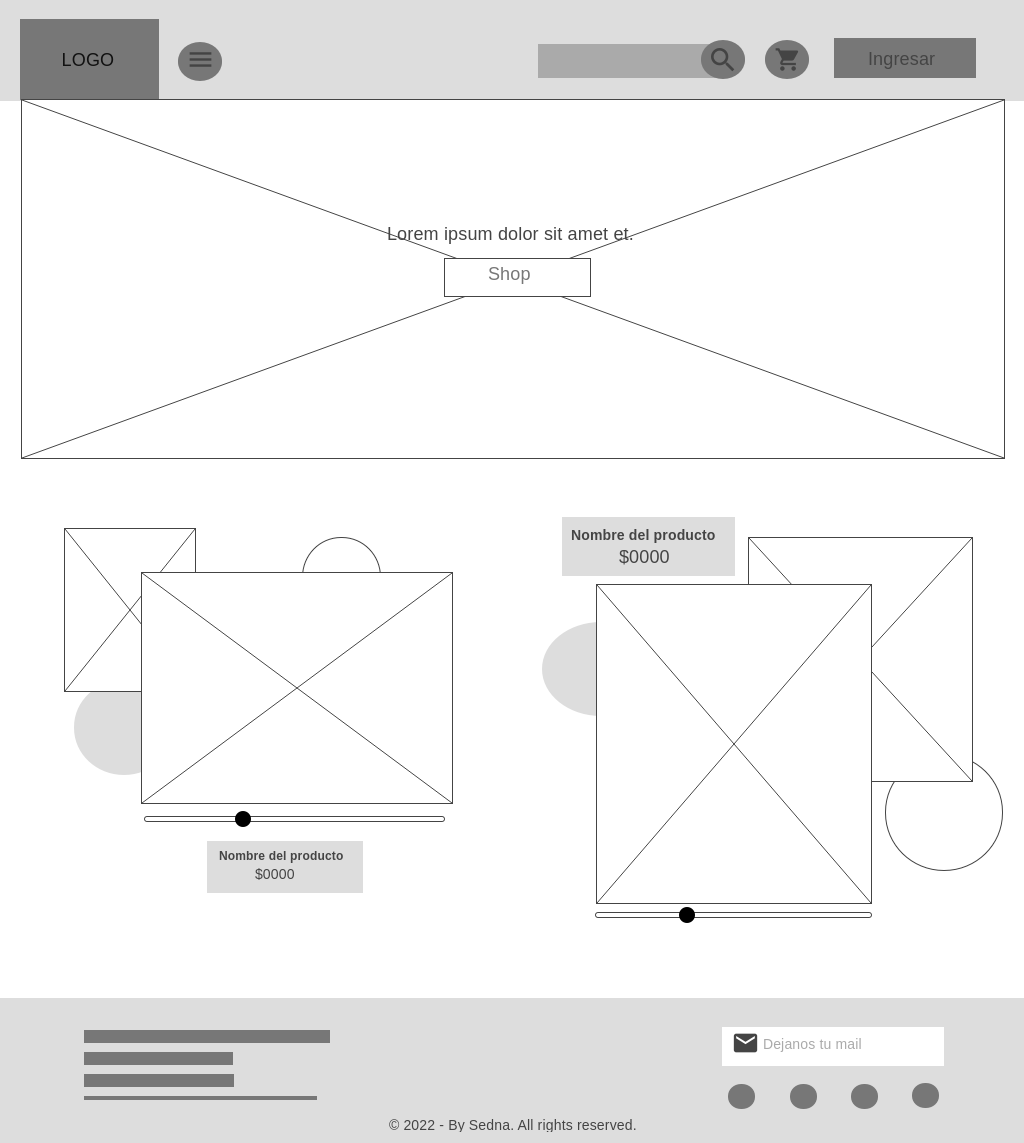 LOGO
Ingresar
Lorem ipsum dolor sit amet et.
Shop
Nombre del producto
$0000
Nombre del producto
$0000
Dejanos tu mail
© 2022 - By Sedna. All rights reserved.